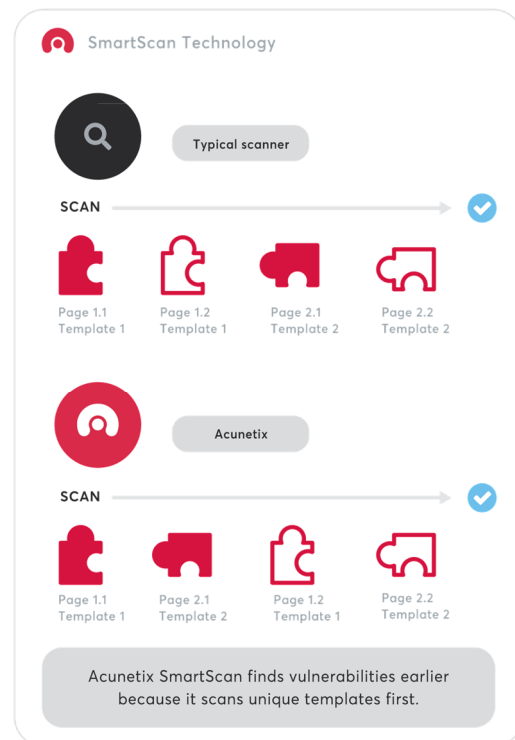 SmartScan Technology
Typical scanner
SCAN
Page 1.1 Page 1.2 Page 2.1 Page 2.2
Template 1 Template 1 Template 2 Template 2
Acunetix
SCAN
Page 1.1 Page 2.1 Page 1.2 Page 2.2
Template 1 Template 2 Template 1 Template 2
Acunetix SmartScan finds vulnerabilities earlier
because it scans unique templates first.